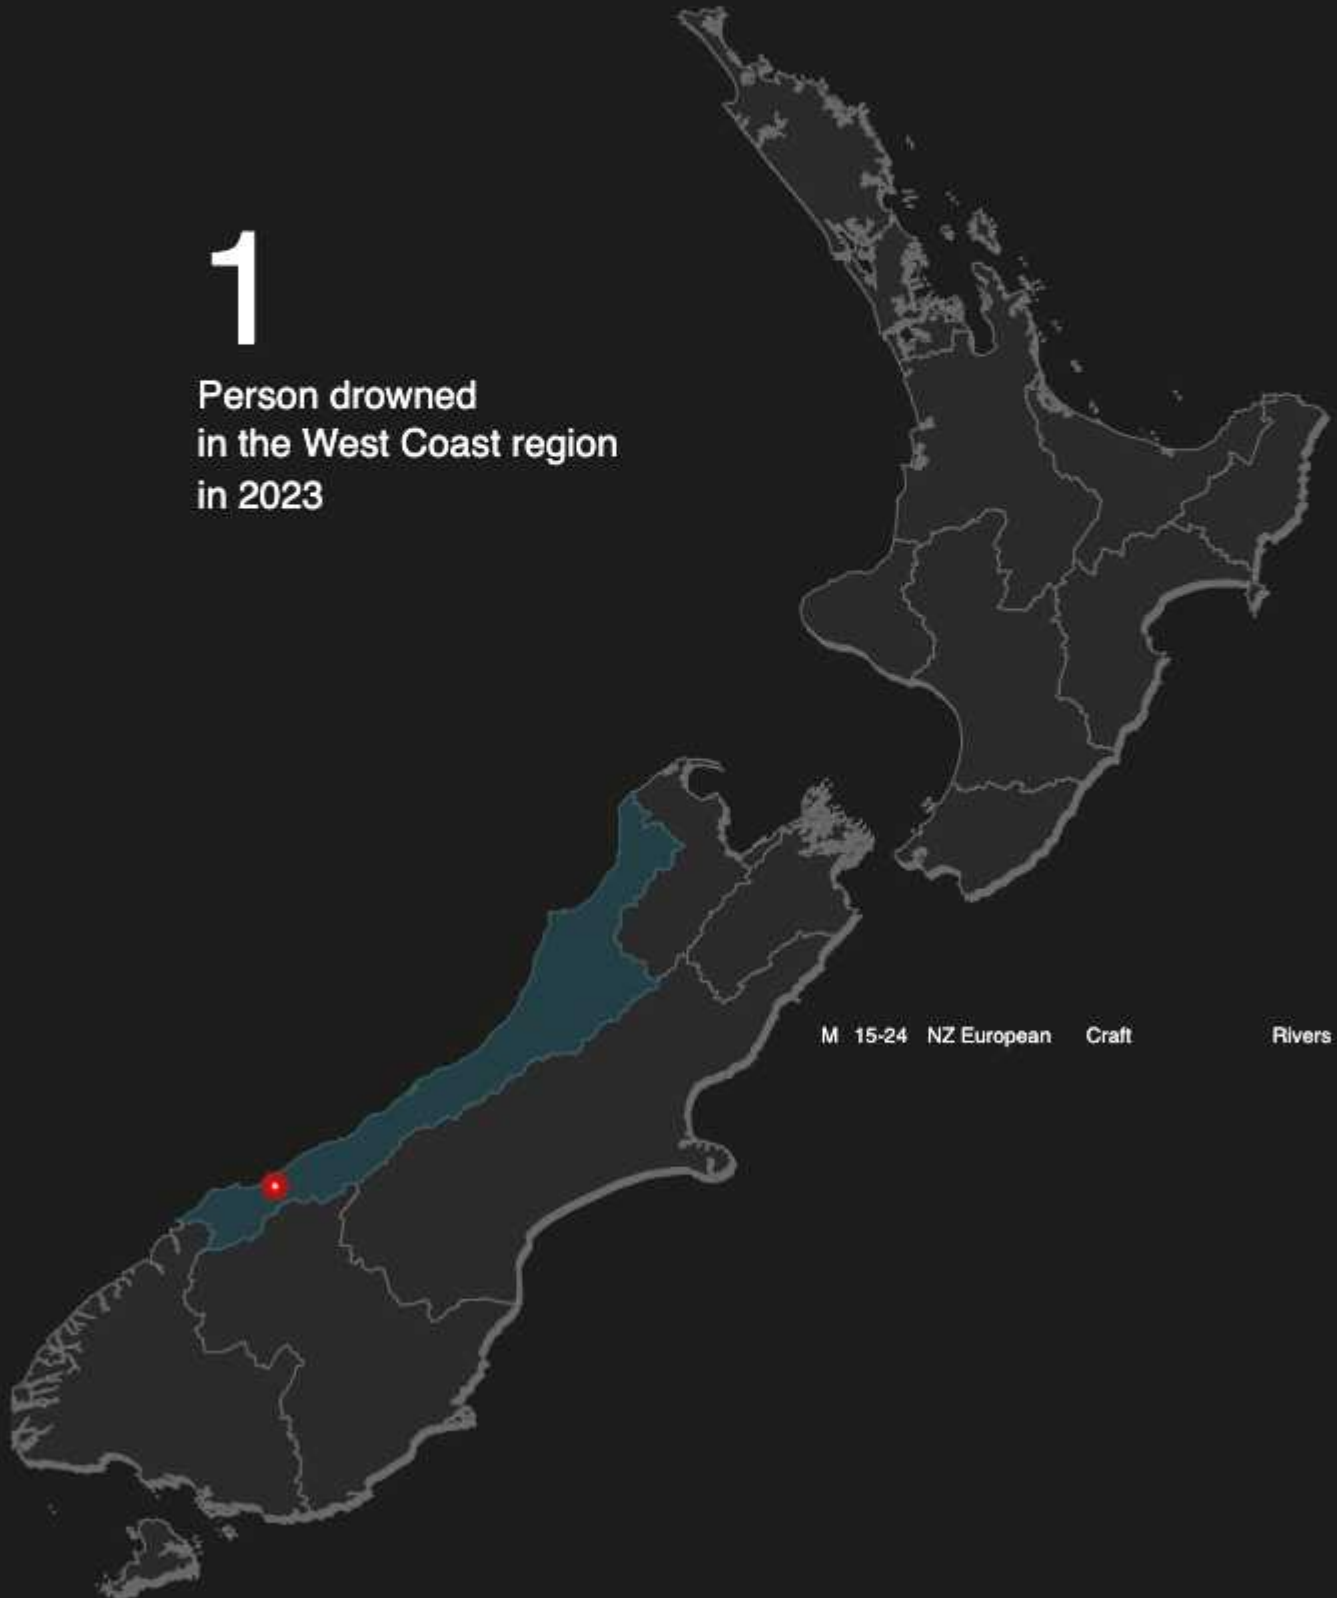 1
Person drowned
in the West Coast region
in 2023
M 15-24 NZ European Craft Rivers